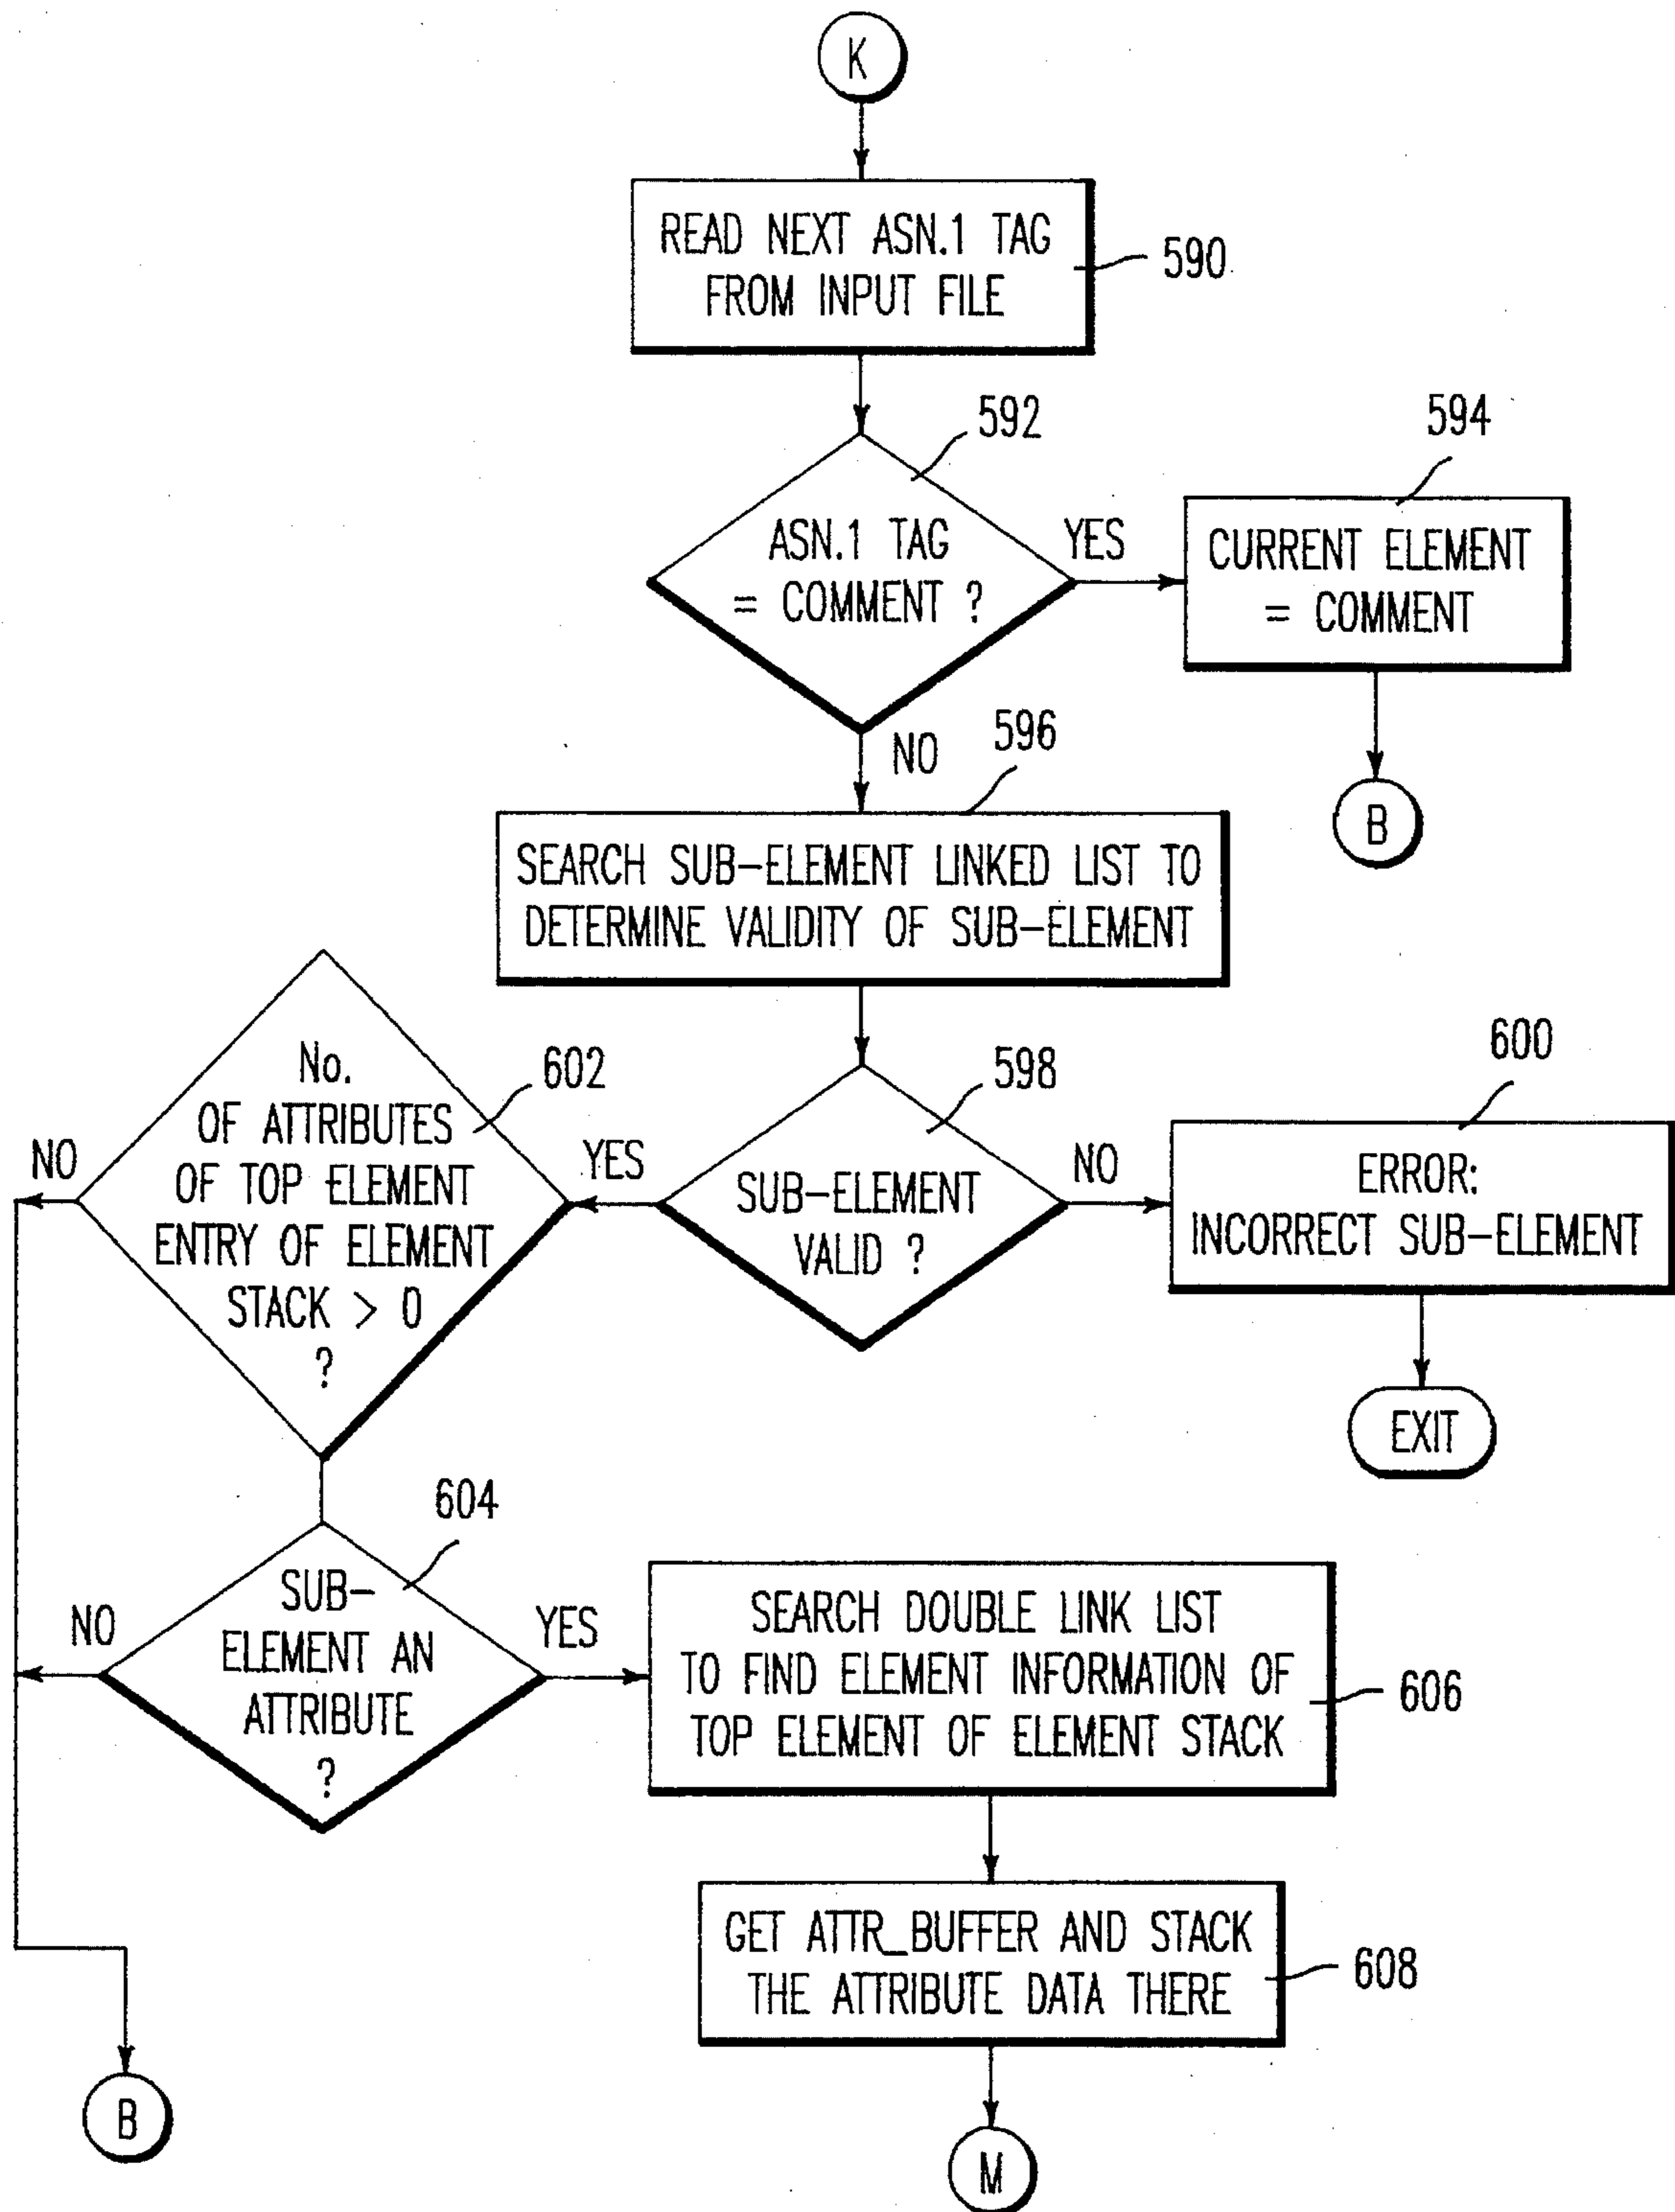 K
READ NEXT ASN.1 TAG
FROM INPUT FILE
590
592
ASN.1 TAG
= COMMENT ?
YES
594
CURRENT ELEMENT
= COMMENT
B
NO
596
SEARCH SUB-ELEMENT LINKED LIST TO
DETERMINE VALIDITY OF SUB-ELEMENT
598
SUB-ELEMENT
VALID ?
NO
600
ERROR:
INCORRECT SUB-ELEMENT
EXIT
YES
602
No.
OF ATTRIBUTES
OF TOP ELEMENT
ENTRY OF ELEMENT
STACK > 0
?
NO
604
SUB-
ELEMENT AN
ATTRIBUTE
?
NO
YES
SEARCH DOUBLE LINK LIST
TO FIND ELEMENT INFORMATION OF
TOP ELEMENT OF ELEMENT STACK
606
GET ATTR_BUFFER AND STACK
THE ATTRIBUTE DATA THERE
608
B
M